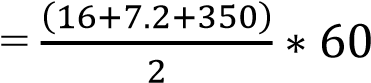 = (16+7.2+350)/2 * 60